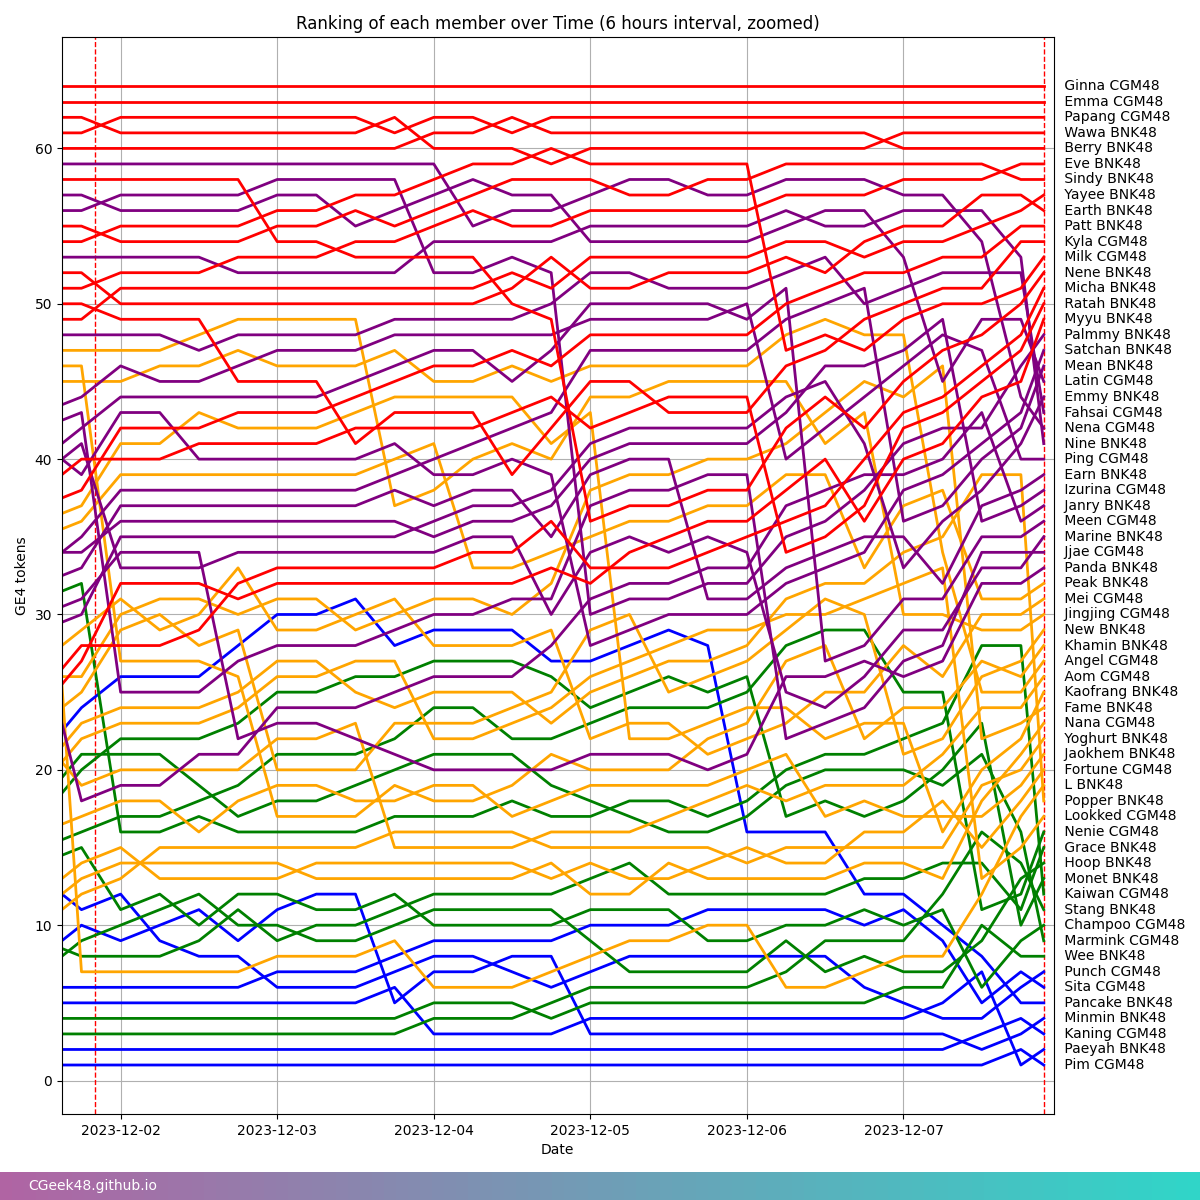 Ranking of each member over Time (6 hours interval, zoomed)
Ginna CGM48
Emma CGM48
Papang CGM48
Wawa BNK48
Berry BNK48
Eve BNK48
Sindy BNK48
Yayee BNK48
Earth BNK48
Patt BNK48
Kyla CGM48
Milk CGM48
Nene BNK48
Micha BNK48
Ratah BNK48
Myyu BNK48
Palmmy BNK48
Satchan BNK48
Mean BNK48
Latin CGM48
Emmy BNK48
Fahsai CGM48
Nena CGM48
Nine BNK48
Ping CGM48
Earn BNK48
Izurina CGM48
Janry BNK48
Meen CGM48
Marine BNK48
Jjae CGM48
Panda BNK48
Peak BNK48
Mei CGM48
Jingjing CGM48
New BNK48
Khamin BNK48
Angel CGM48
Aom CGM48
Kaofrang BNK48
Fame BNK48
Nana CGM48
Yoghurt BNK48
Jaokhem BNK48
Fortune CGM48
L BNK48
Popper BNK48
Lookked CGM48
Nenie CGM48
Grace BNK48
Hoop BNK48
Monet BNK48
Kaiwan CGM48
Stang BNK48
Champoo CGM48
Marmink CGM48
Wee BNK48
Punch CGM48
Sita CGM48
Pancake BNK48
Minmin BNK48
Kaning CGM48
Paeyah BNK48
Pim CGM48
60
50
40
30
20
10
0
GE4 tokens
2023-12-02
2023-12-03
2023-12-04
2023-12-05
2023-12-06
2023-12-07
Date
CGeek48.github.io